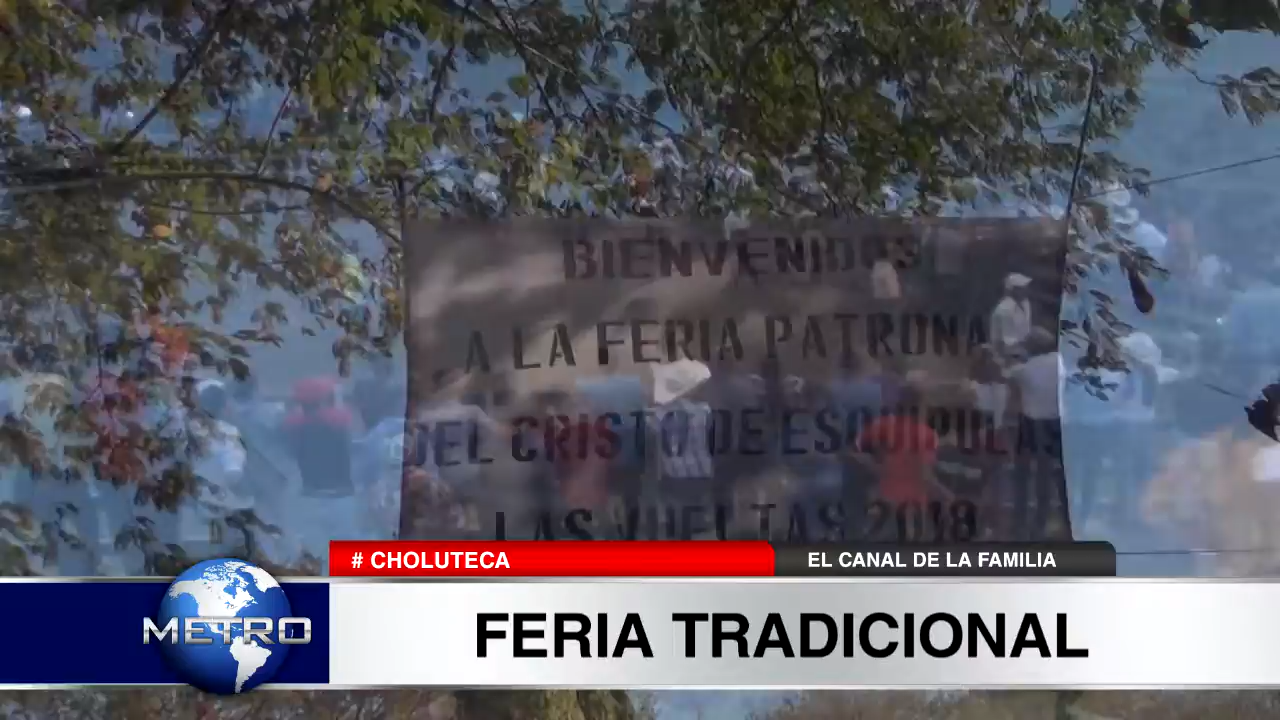 BIENVENIDOS
A LA FERIA PATRONA
DEL CRISTO DE ESQUIPULAS
LAS VUELTAS 2018
# CHOLUTECA
EL CANAL DE LA FAMILIA
METRO
FERIA TRADICIONAL